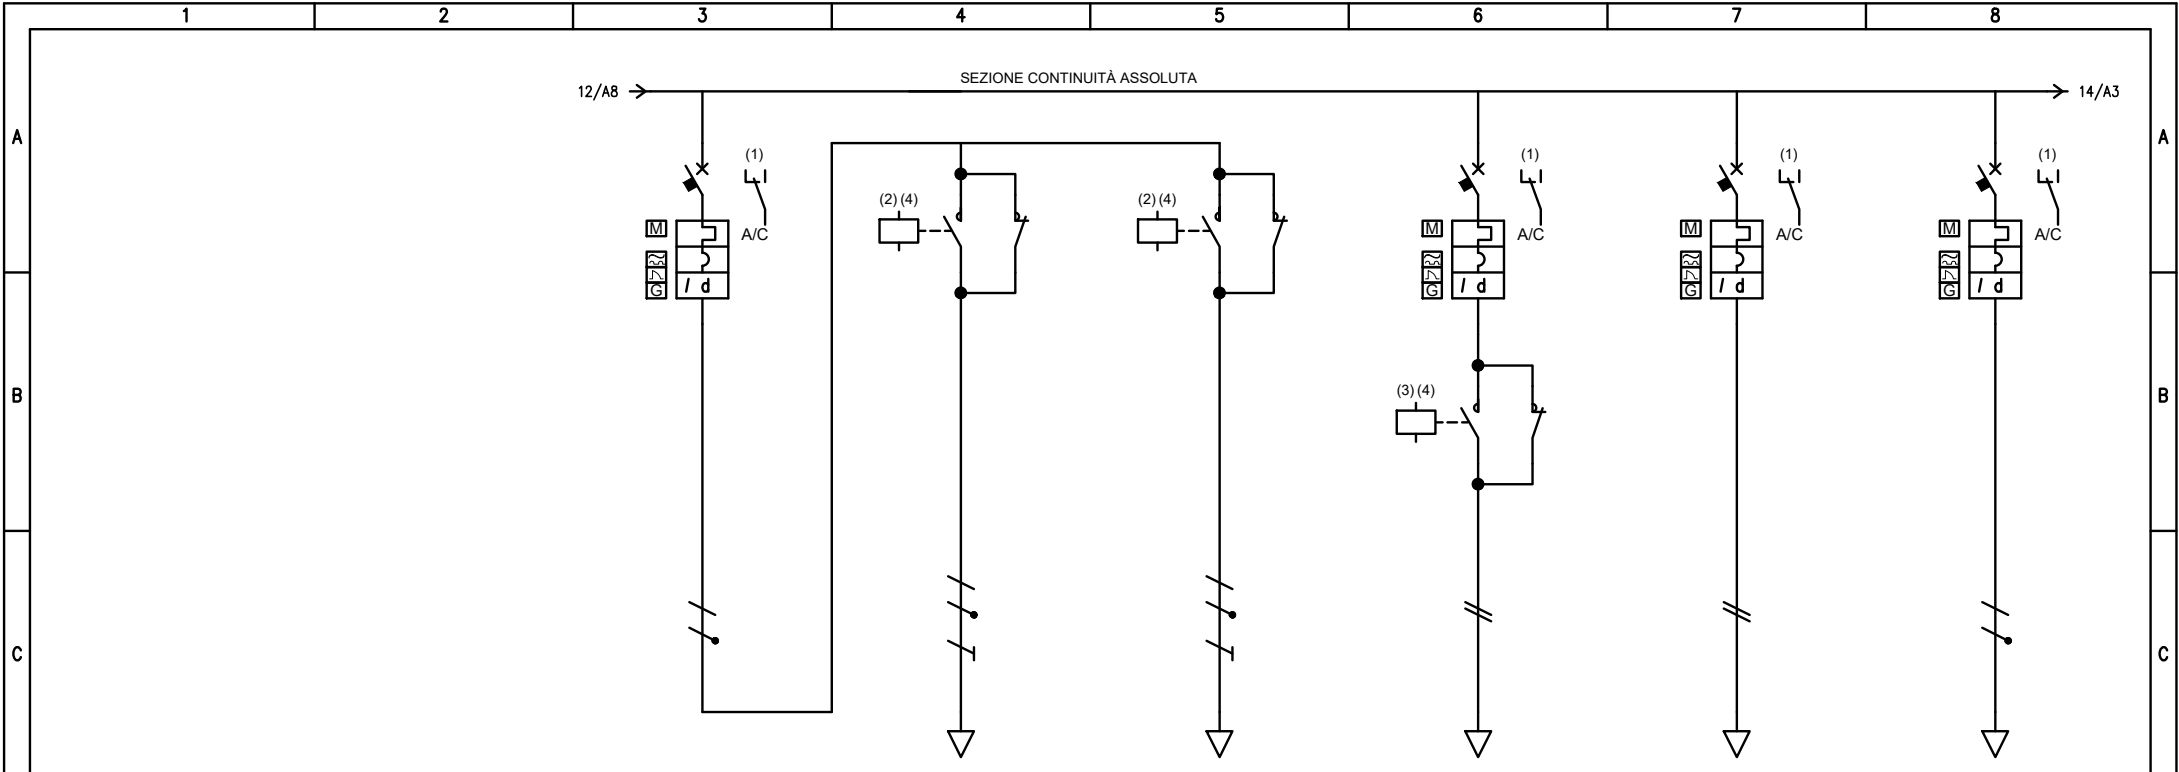 1 2 3 4 5 6 7 8
SEZIONE CONTINUITÀ ASSOLUTA
12/A8 14/A3
A A
(1) (1) (1) (1)
(2) (4) (2) (4)
M A/C M A/C M A/C M A/C
I d I d I d I d
G G G G
B B
(3) (4)
C C